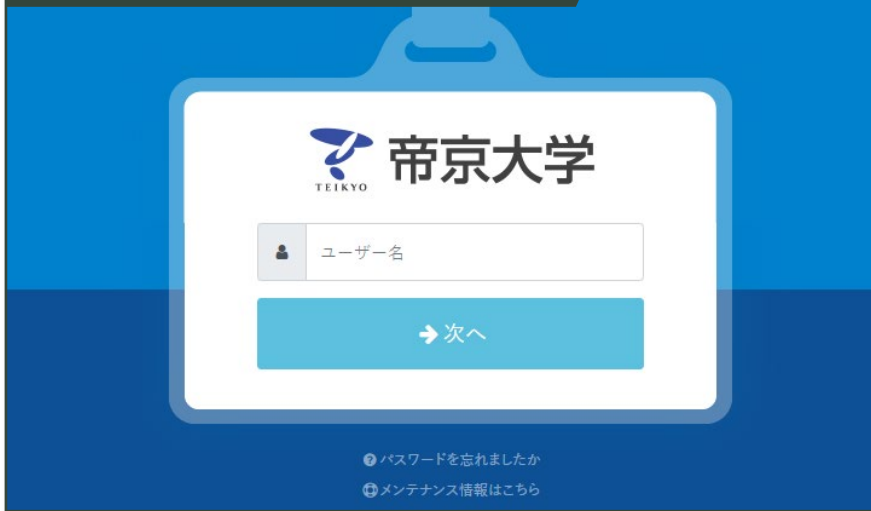 帝京大学
TEIKYO
ユーザー名
次へ
パスワードを忘れましたか
メンテナンス情報はこちら